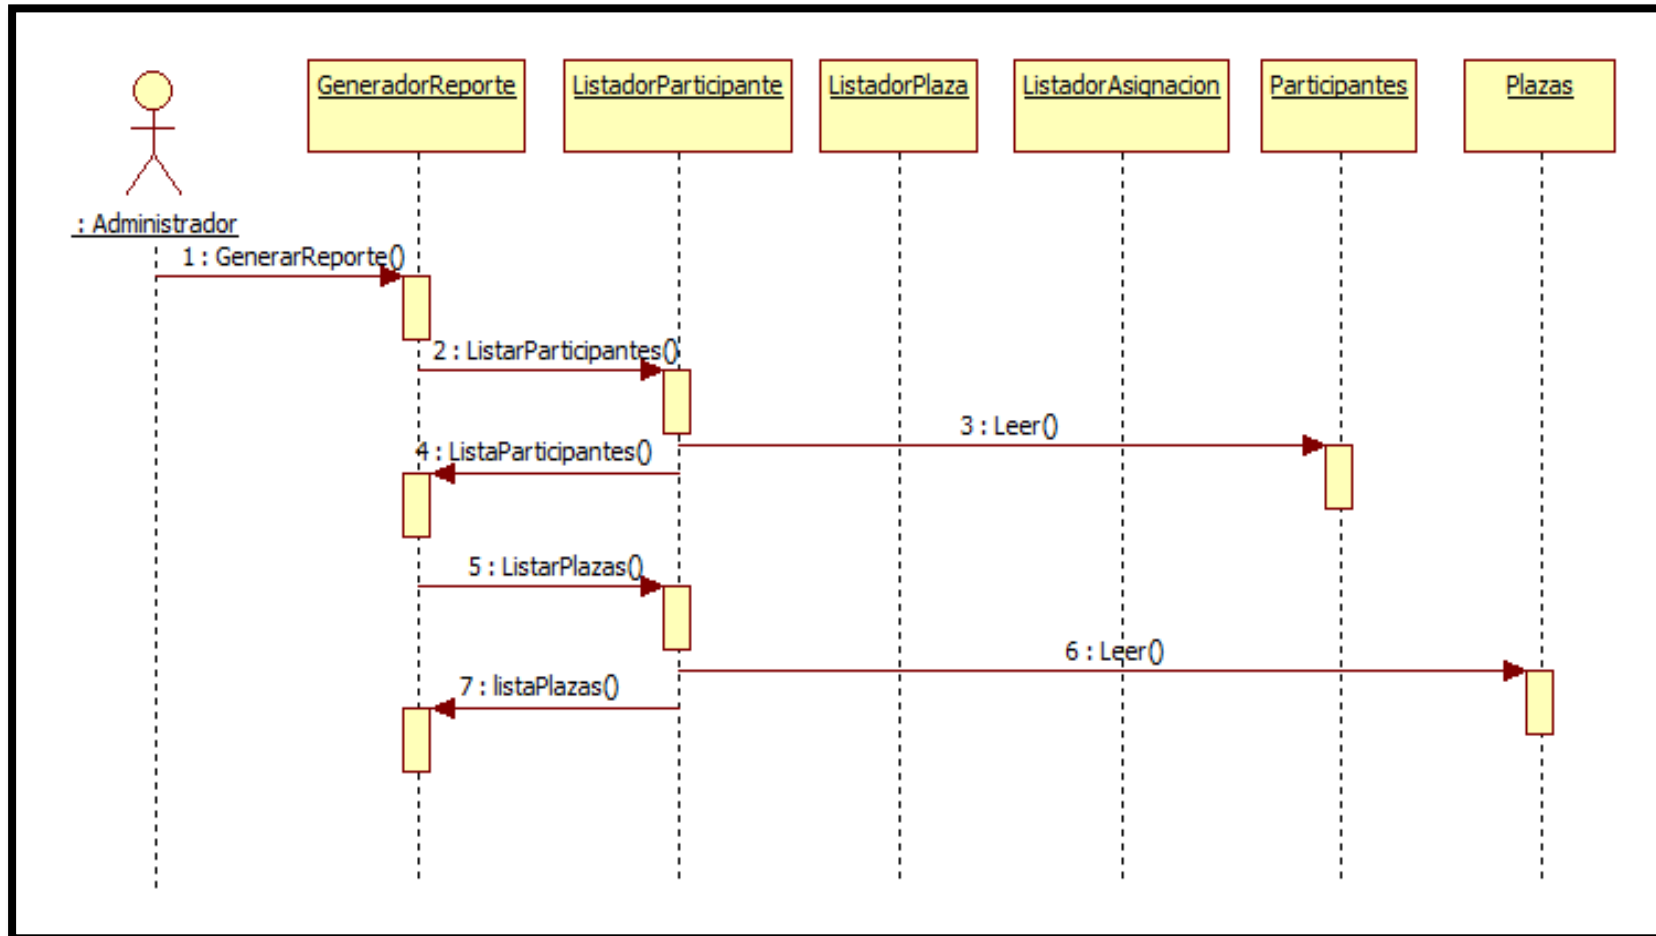 GeneradorReporte
ListadorParticipante
ListadorPlaza
ListadorAsignacion
Participantes
Plazas
: Administrador
1 : GenerarReporte()
2 : ListarParticipantes()
3 : Leer()
4 : ListaParticipantes()
5 : ListarPlazas()
6 : Leer()
7 : listaPlazas()